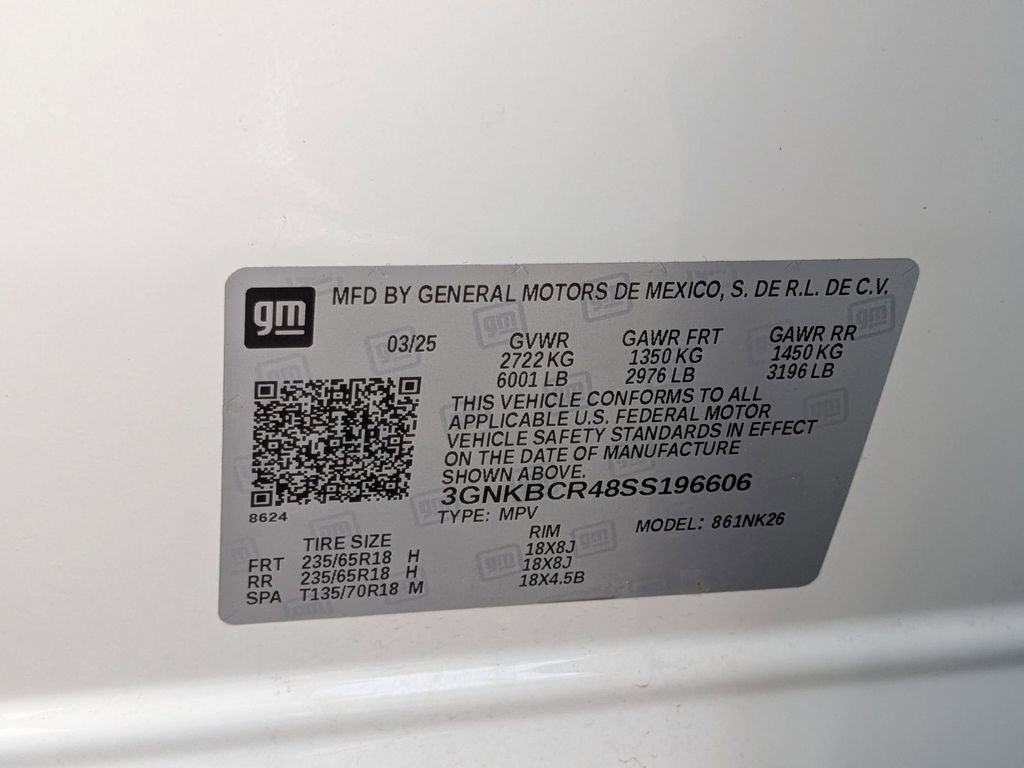 gm MFD BY GENERAL MOTORS DE MEXICO, S. DE R.L. DE C.V.
03/25 GVWR GAWR FRT GAWR RR
2722 KG 1350 KG 1450 KG
6001 LB 2976 LB 3196 LB
THIS VEHICLE CONFORMS TO ALL
APPLICABLE U.S. FEDERAL MOTOR
VEHICLE SAFETY STANDARDS IN EFFECT
ON THE DATE OF MANUFACTURE
SHOWN ABOVE.
3GNKBCR48SS196606
8624 TYPE: MPV MODEL: 861NK26
TIRE SIZE RIM
FRT 235/65R18 H 18X8J
RR 235/65R18 H 18X8J
SPA T135/70R18 M 18X4.5B